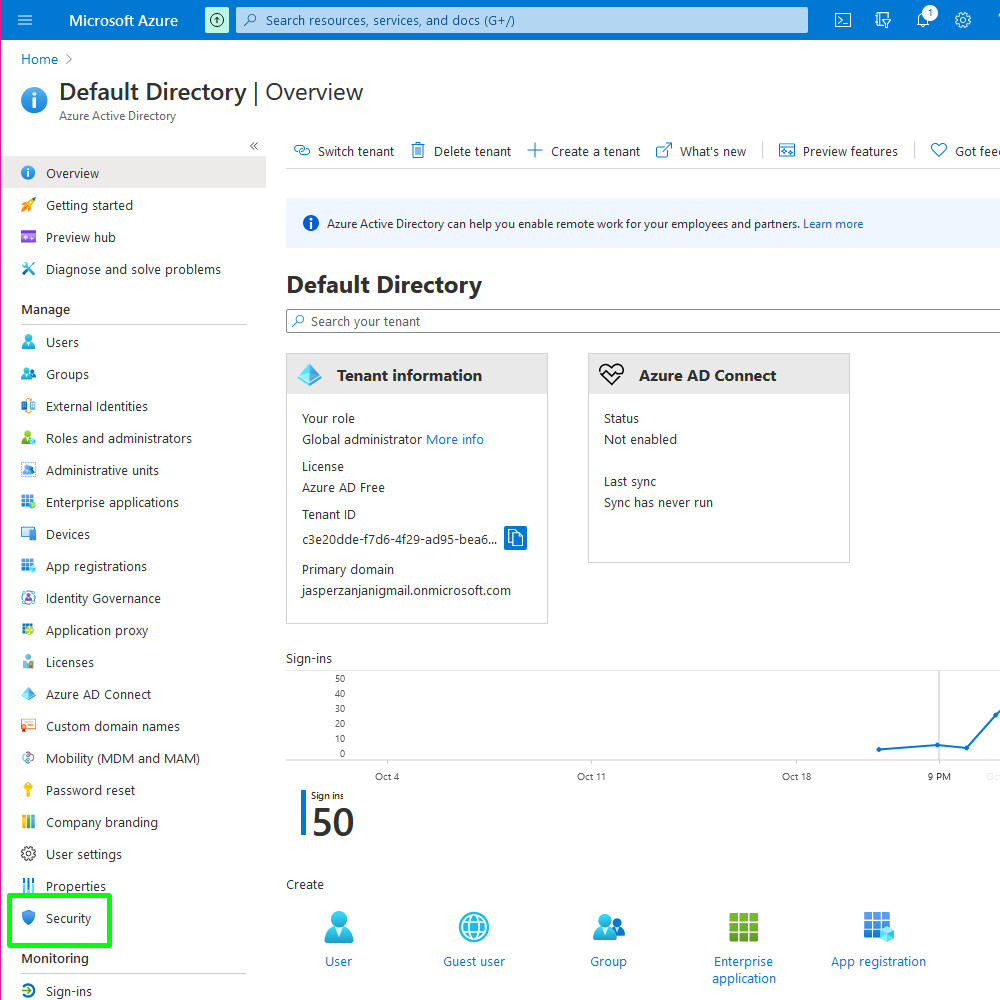 Microsoft Azure
Search resources, services, and docs (G+/)
1
Home
Default Directory | Overview
Azure Active Directory
Switch tenant
Delete tenant
Create a tenant
What's new
Preview features
Got fee
Overview
Getting started
Preview hub
Diagnose and solve problems
Manage
Users
Groups
External Identities
Roles and administrators
Administrative units
Enterprise applications
Devices
App registrations
Identity Governance
Application proxy
Licenses
Azure AD Connect
Custom domain names
Mobility (MDM and MAM)
Password reset
Company branding
User settings
Properties
Security
Monitoring
Sign-ins
Azure Active Directory can help you enable remote work for your employees and partners. Learn more
Default Directory
Search your tenant
Tenant information
Your role
Global administrator More info
License
Azure AD Free
Tenant ID
c3e20dde-f7d6-4f29-ad95-bea6...
Primary domain
jasperzanjanigmail.onmicrosoft.com
Azure AD Connect
Status
Not enabled
Last sync
Sync has never run
Sign-ins
50
40
30
20
10
0
Oct 4
Oct 11
Oct 18
9 PM
Sign ins
50
Create
User
Guest user
Group
Enterprise
application
App registration